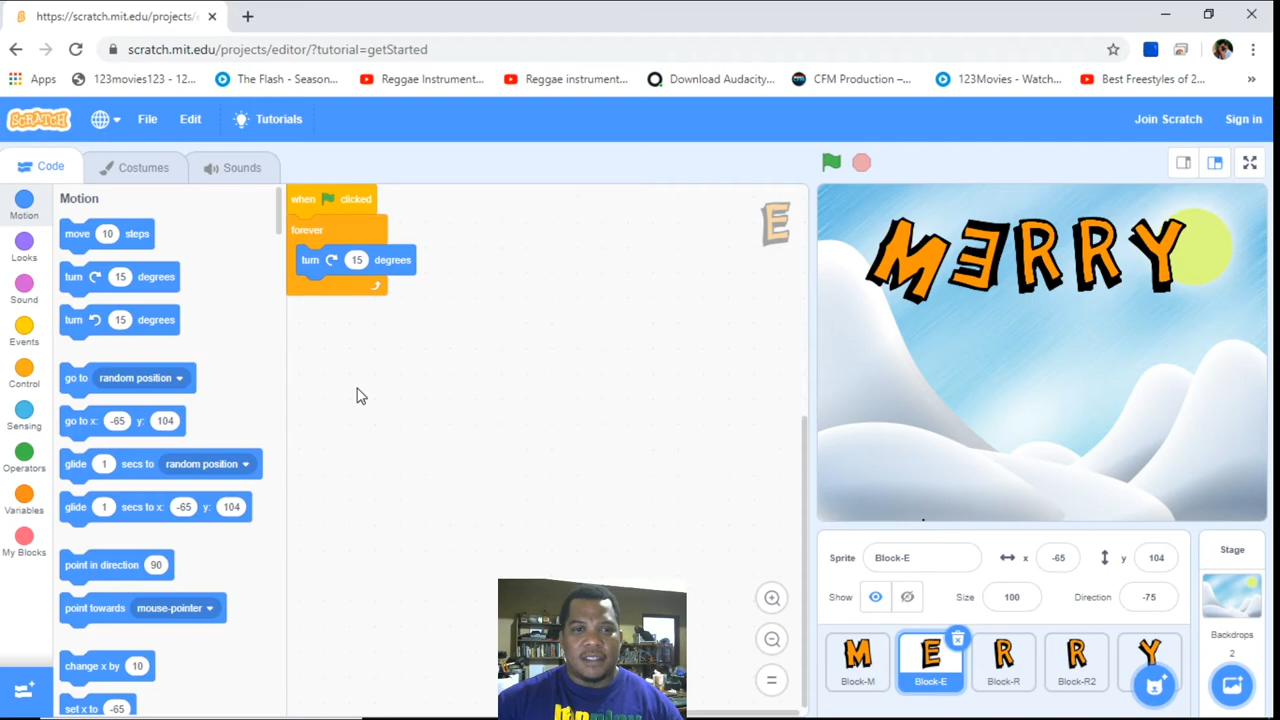 https://scratch.mit.edu/projects/e
scratch.mit.edu/projects/editor/?tutorial=getStarted
Apps 123movies123 - 12... The Flash - Season... Reggae Instrument... Reggae instrument... Download Audacity... CFM Production –... 123Movies - Watch... Best Freestyles of 2... »
SCRATCH File Edit Tutorials Join Scratch Sign in
Code Costumes Sounds
Motion
Looks
Sound
Events
Control
Sensing
Operators
Variables
My Blocks
Motion
move 10 steps
turn 15 degrees
turn 15 degrees
go to random position
go to x: -65 y: 104
glide 1 secs to random position
glide 1 secs to x: -65 y: 104
point in direction 90
point towards mouse-pointer
change x by 10
set x to -65
when clicked
forever
turn 15 degrees
E
MERRY
Sprite Block-E x -65 y 104
Show Size 100 Direction -75
M E R R Y
Block-M Block-E Block-R Block-R2
Stage
Backdrops
2